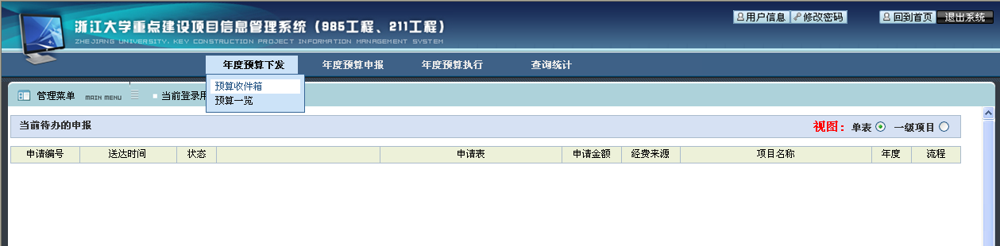 浙江大学重点建设项目信息管理系统（985工程、211工程）
ZHEJIANG UNIVERSITY, KEY CONSTRUCTION PROJECT INFORMATION MANAGEMENT SYSTEM
用户信息 修改密码 回到首页 退出系统
年度预算下发 年度预算申报 年度预算执行 查询统计
预算收件箱
预算一览
管理菜单 MAIN MENU 当前登录用
当前待办的申报 视图： 单表 一级项目
申请编号 送达时间 状态 申请表 申请金额 经费来源 项目名称 年度 流程